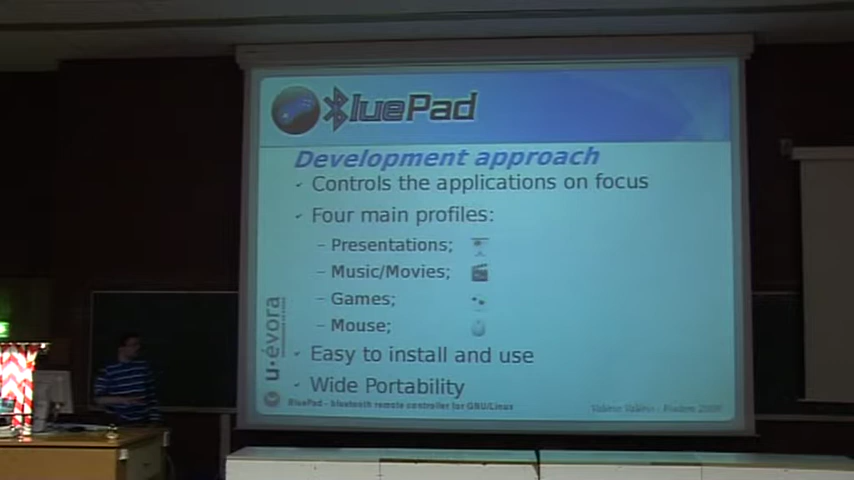 BluePad
Development approach
Controls the applications on focus
Four main profiles:
– Presentations;
– Music/Movies;
– Games;
– Mouse;
Easy to install and use
Wide Portability
u·évora
BluePad - bluetooth remote controller for GNU/Linux